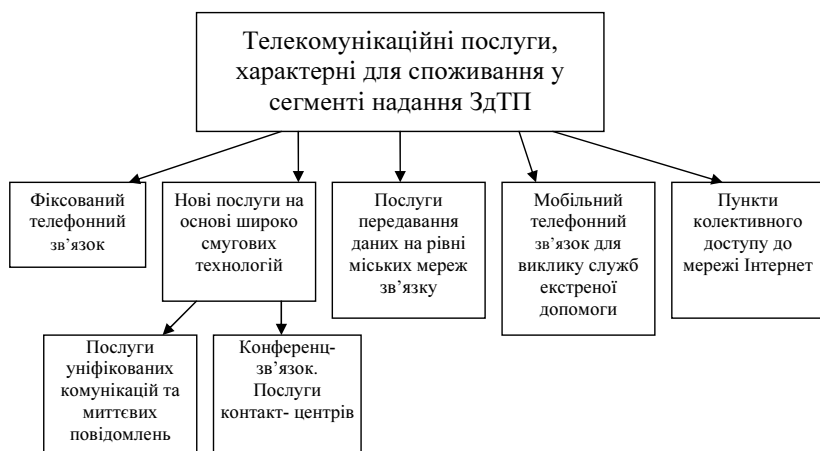 Телекомунікаційні послуги,
характерні для споживання у
сегменті надання ЗдТП
Фіксований
телефонний
зв’язок
Нові послуги на
основі широко
смугових
технологій
Послуги
передавання
даних на рівні
міських мереж
зв’язку
Мобільний
телефонний
зв’язок для
виклику служб
екстреної
допомоги
Пункти
колективного
доступу до
мережі Інтернет
Послуги
уніфікованих
комунікацій та
миттєвих
повідомлень
Конференц-
зв’язок.
Послуги
контакт- центрів